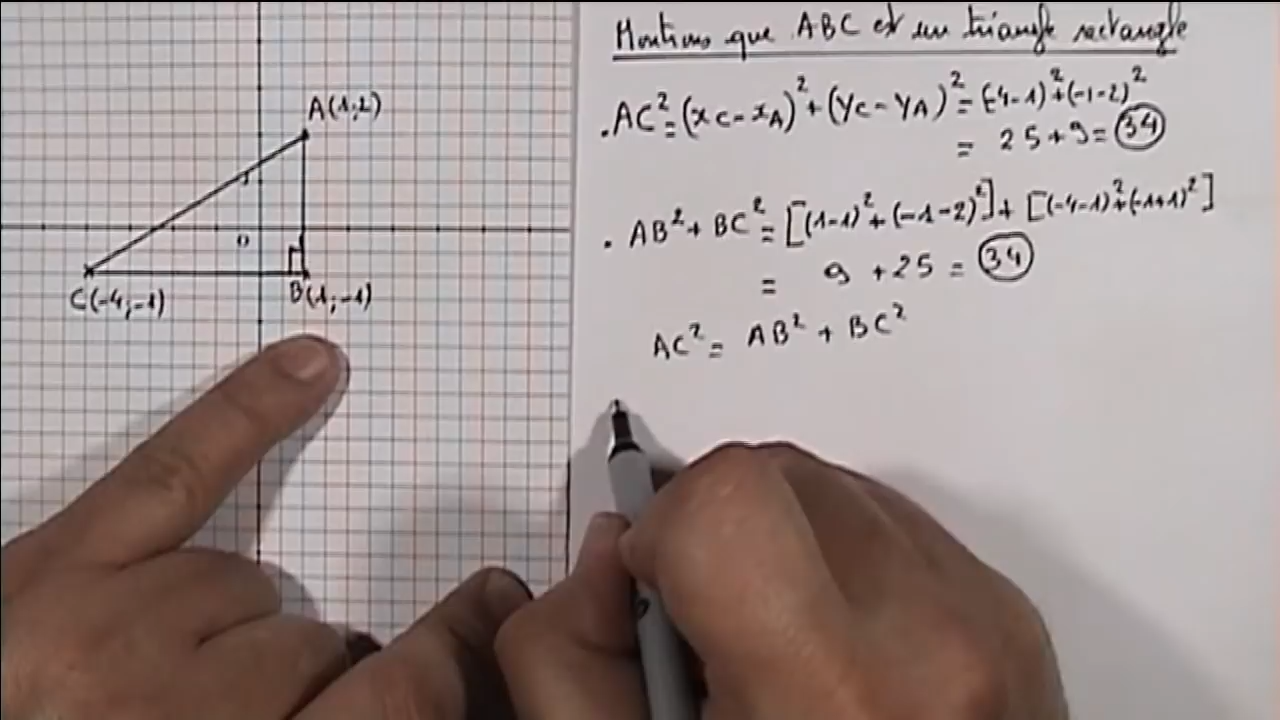 A(1;2)
C(-4;-1)
B(1;-1)
Montrons que ABC est un triangle rectangle
. AC² = (xC - xA)² + (yC - yA)² = (-4-1)² + (-1-2)²
= 25 + 9 = 34
. AB² + BC² = [(1-1)² + (-1-2)²] + [(-4-1)² + (-1+1)²]
= 9 + 25 = 34
AC² = AB² + BC²